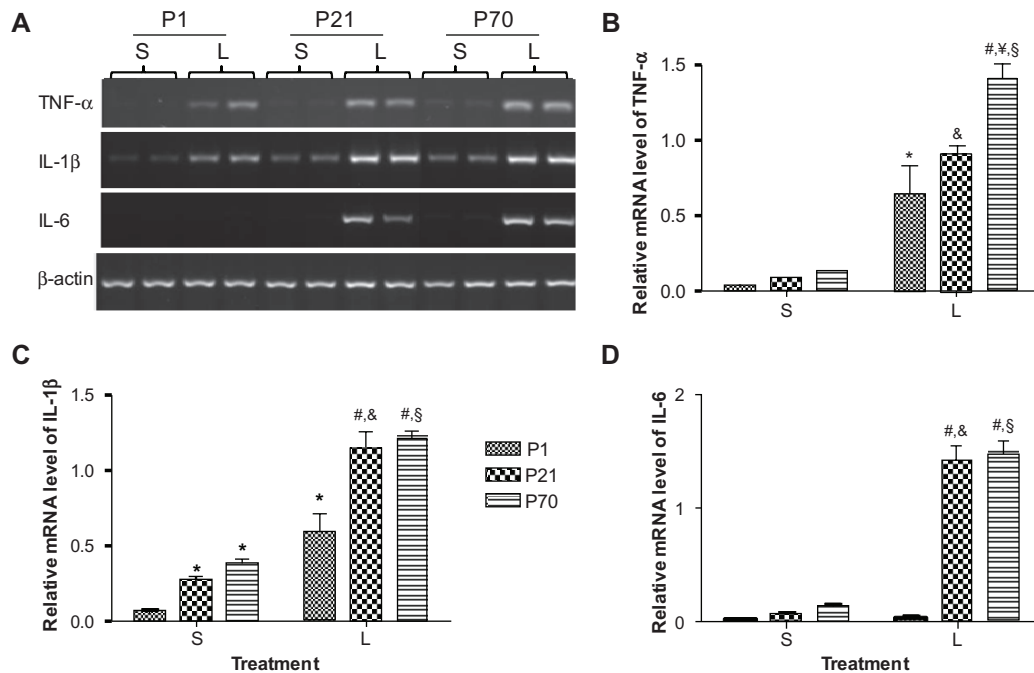 A
P1 P21 P70
S L S L S L
TNF-α
IL-1β
IL-6
β-actin
B
Relative mRNA level of TNF-α
1.5
1.0
0.5
0.0
*
&
#,¥,§
S L
C
Relative mRNA level of IL-1β
1.5
1.0
0.5
0.0
*
*
*
#,&
#,§
S L
Treatment
P1
P21
P70
D
Relative mRNA level of IL-6
2
1
0
#,&
#,§
S L
Treatment